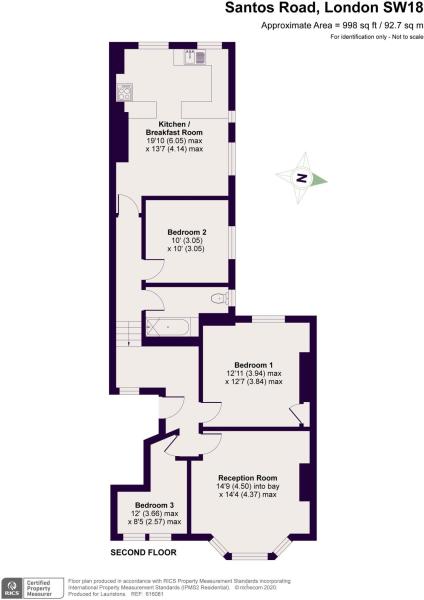 Santos Road, London SW18
Approximate Area = 998 sq ft / 92.7 sq m
For identification only - Not to scale
Kitchen /
Breakfast Room
19'10 (6.05) max
x 13'7 (4.14) max
N
Bedroom 2
10' (3.05)
x 10' (3.05)
Bedroom 1
12'11 (3.94) max
x 12'7 (3.84) max
Reception Room
14'9 (4.50) into bay
x 14'4 (4.37) max
Bedroom 3
12' (3.66) max
x 8'5 (2.57) max
SECOND FLOOR
RICS
Certified
Property
Measurer
Floor plan produced in accordance with RICS Property Measurement Standards incorporating
International Property Measurement Standards (IPMS2 Residential). © nichecom 2020.
Produced for Lauristons. REF: 616081